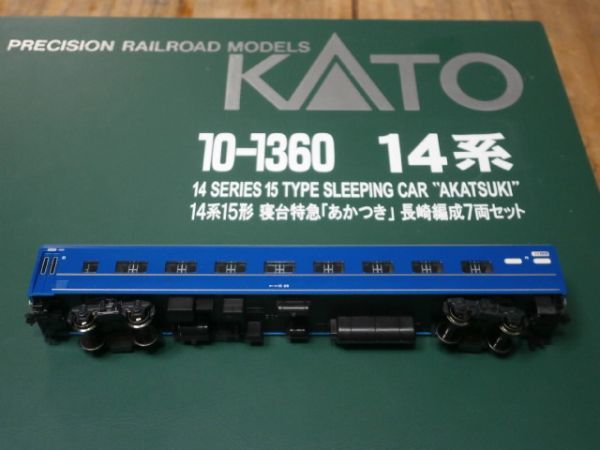 PRECISION RAILROAD MODELS
KATO
10-1360 14系
14 SERIES 15 TYPE SLEEPING CAR "AKATSUKI"
14系15形 寝台特急「あかつき」長崎編成7両セット